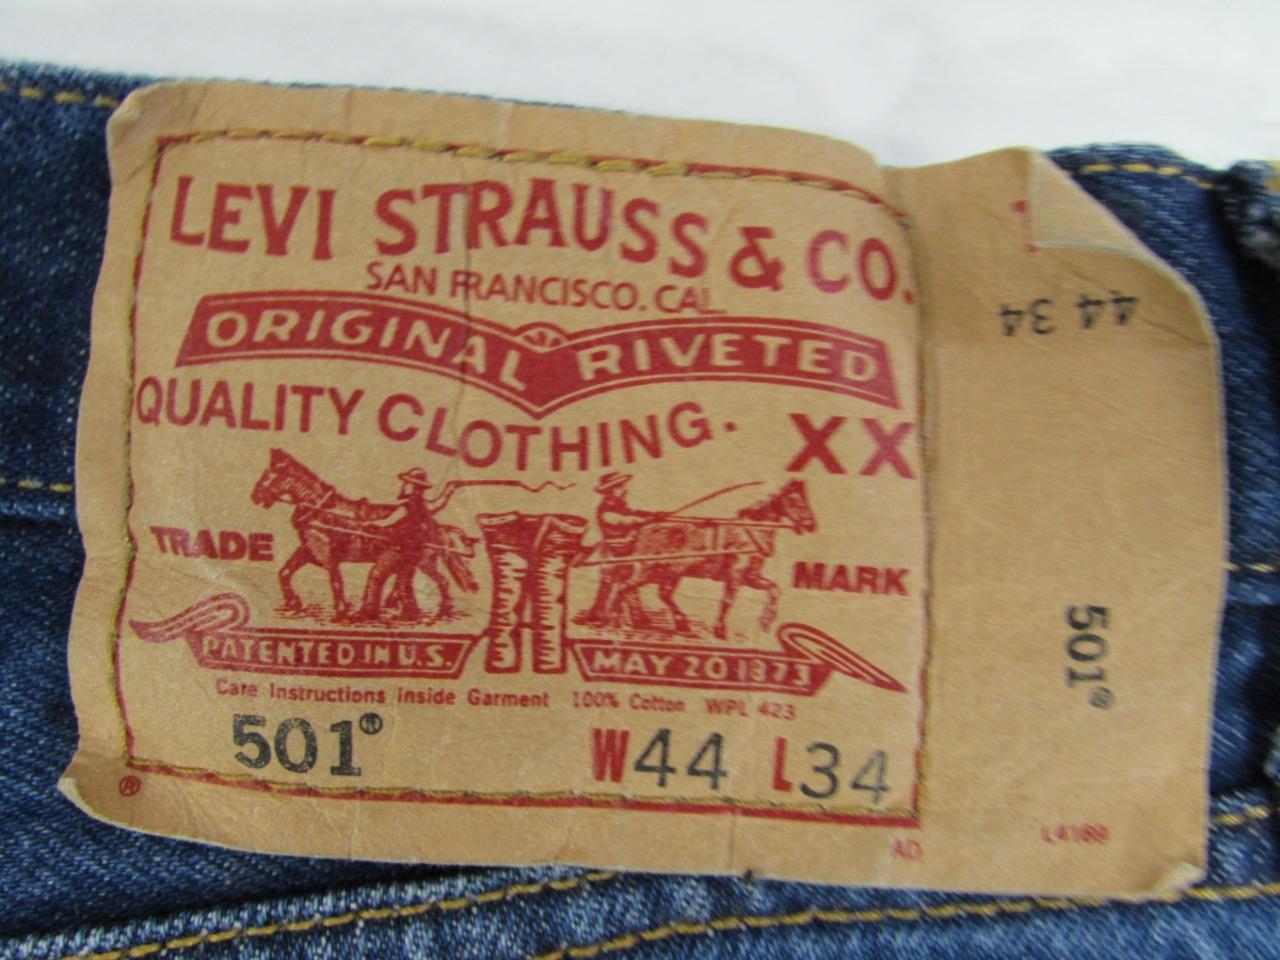 LEVI STRAUSS & CO.
SAN FRANCISCO. CAL.
ORIGINAL RIVETED
QUALITY CLOTHING. XX
TRADE MARK
PATENTED IN U.S. MAY 20 1873
Care Instructions Inside Garment 100% Cotton WPL 423
501® W44 L34
®
AD
44 34
501®
L4189